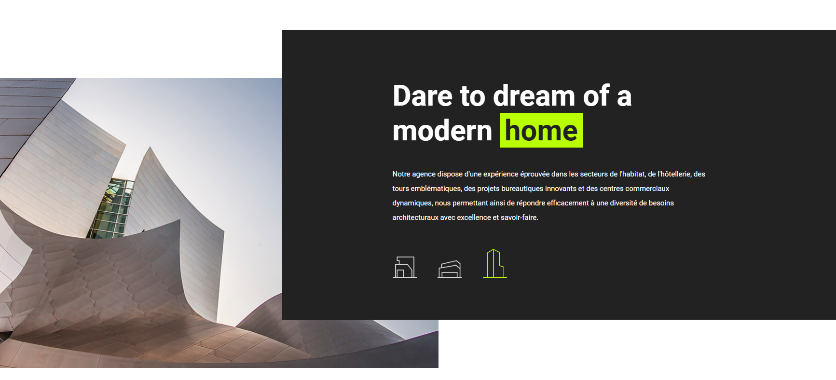 Dare to dream of a
modern home
Notre agence dispose d'une expérience éprouvée dans les secteurs de l'habitat, de l'hôtellerie, des
tours emblématiques, des projets bureautiques innovants et des centres commerciaux
dynamiques, nous permettant ainsi de répondre efficacement à une diversité de besoins
architecturaux avec excellence et savoir-faire.